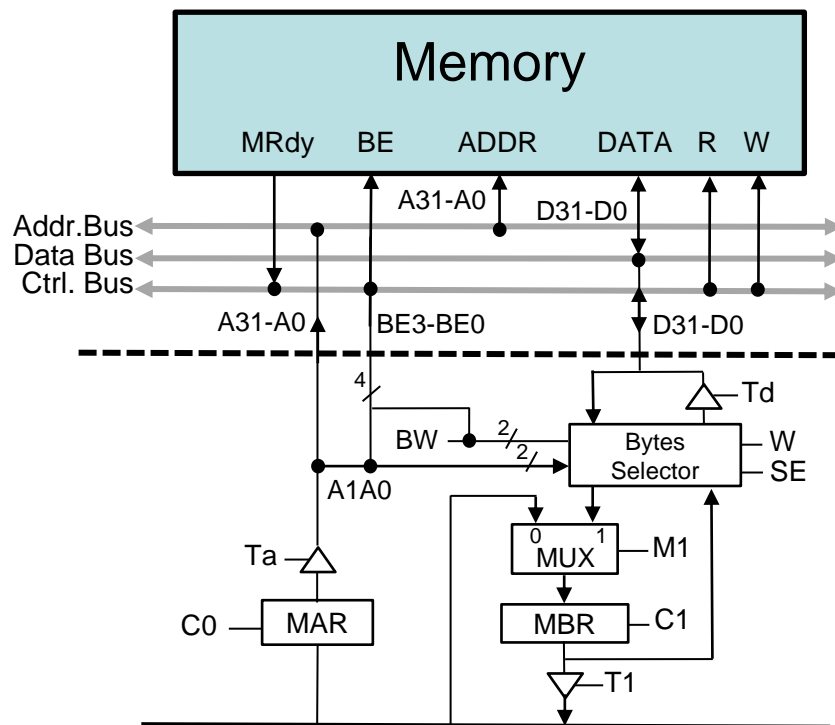 Memory
MRdy BE ADDR DATA R W
A31-A0 D31-D0
Addr.Bus
Data Bus
Ctrl. Bus
A31-A0 BE3-BE0 D31-D0
4
Td
BW 2 Bytes Selector W
2 SE
A1A0
0 1
Ta MUX M1
C0 MAR MBR C1
T1